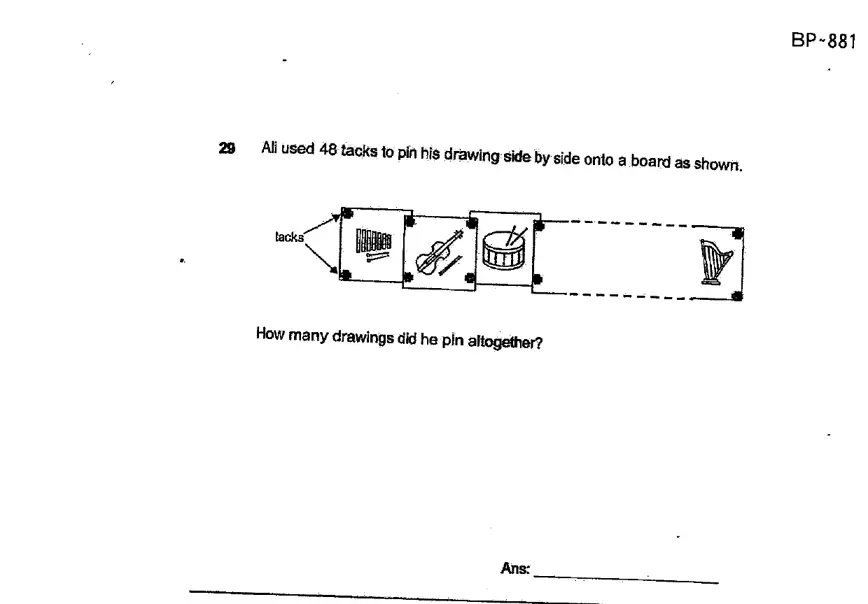 BP~881
29 Ali used 48 tacks to pin his drawing side by side onto a board as shown.
tacks
How many drawings did he pin altogether?
Ans: